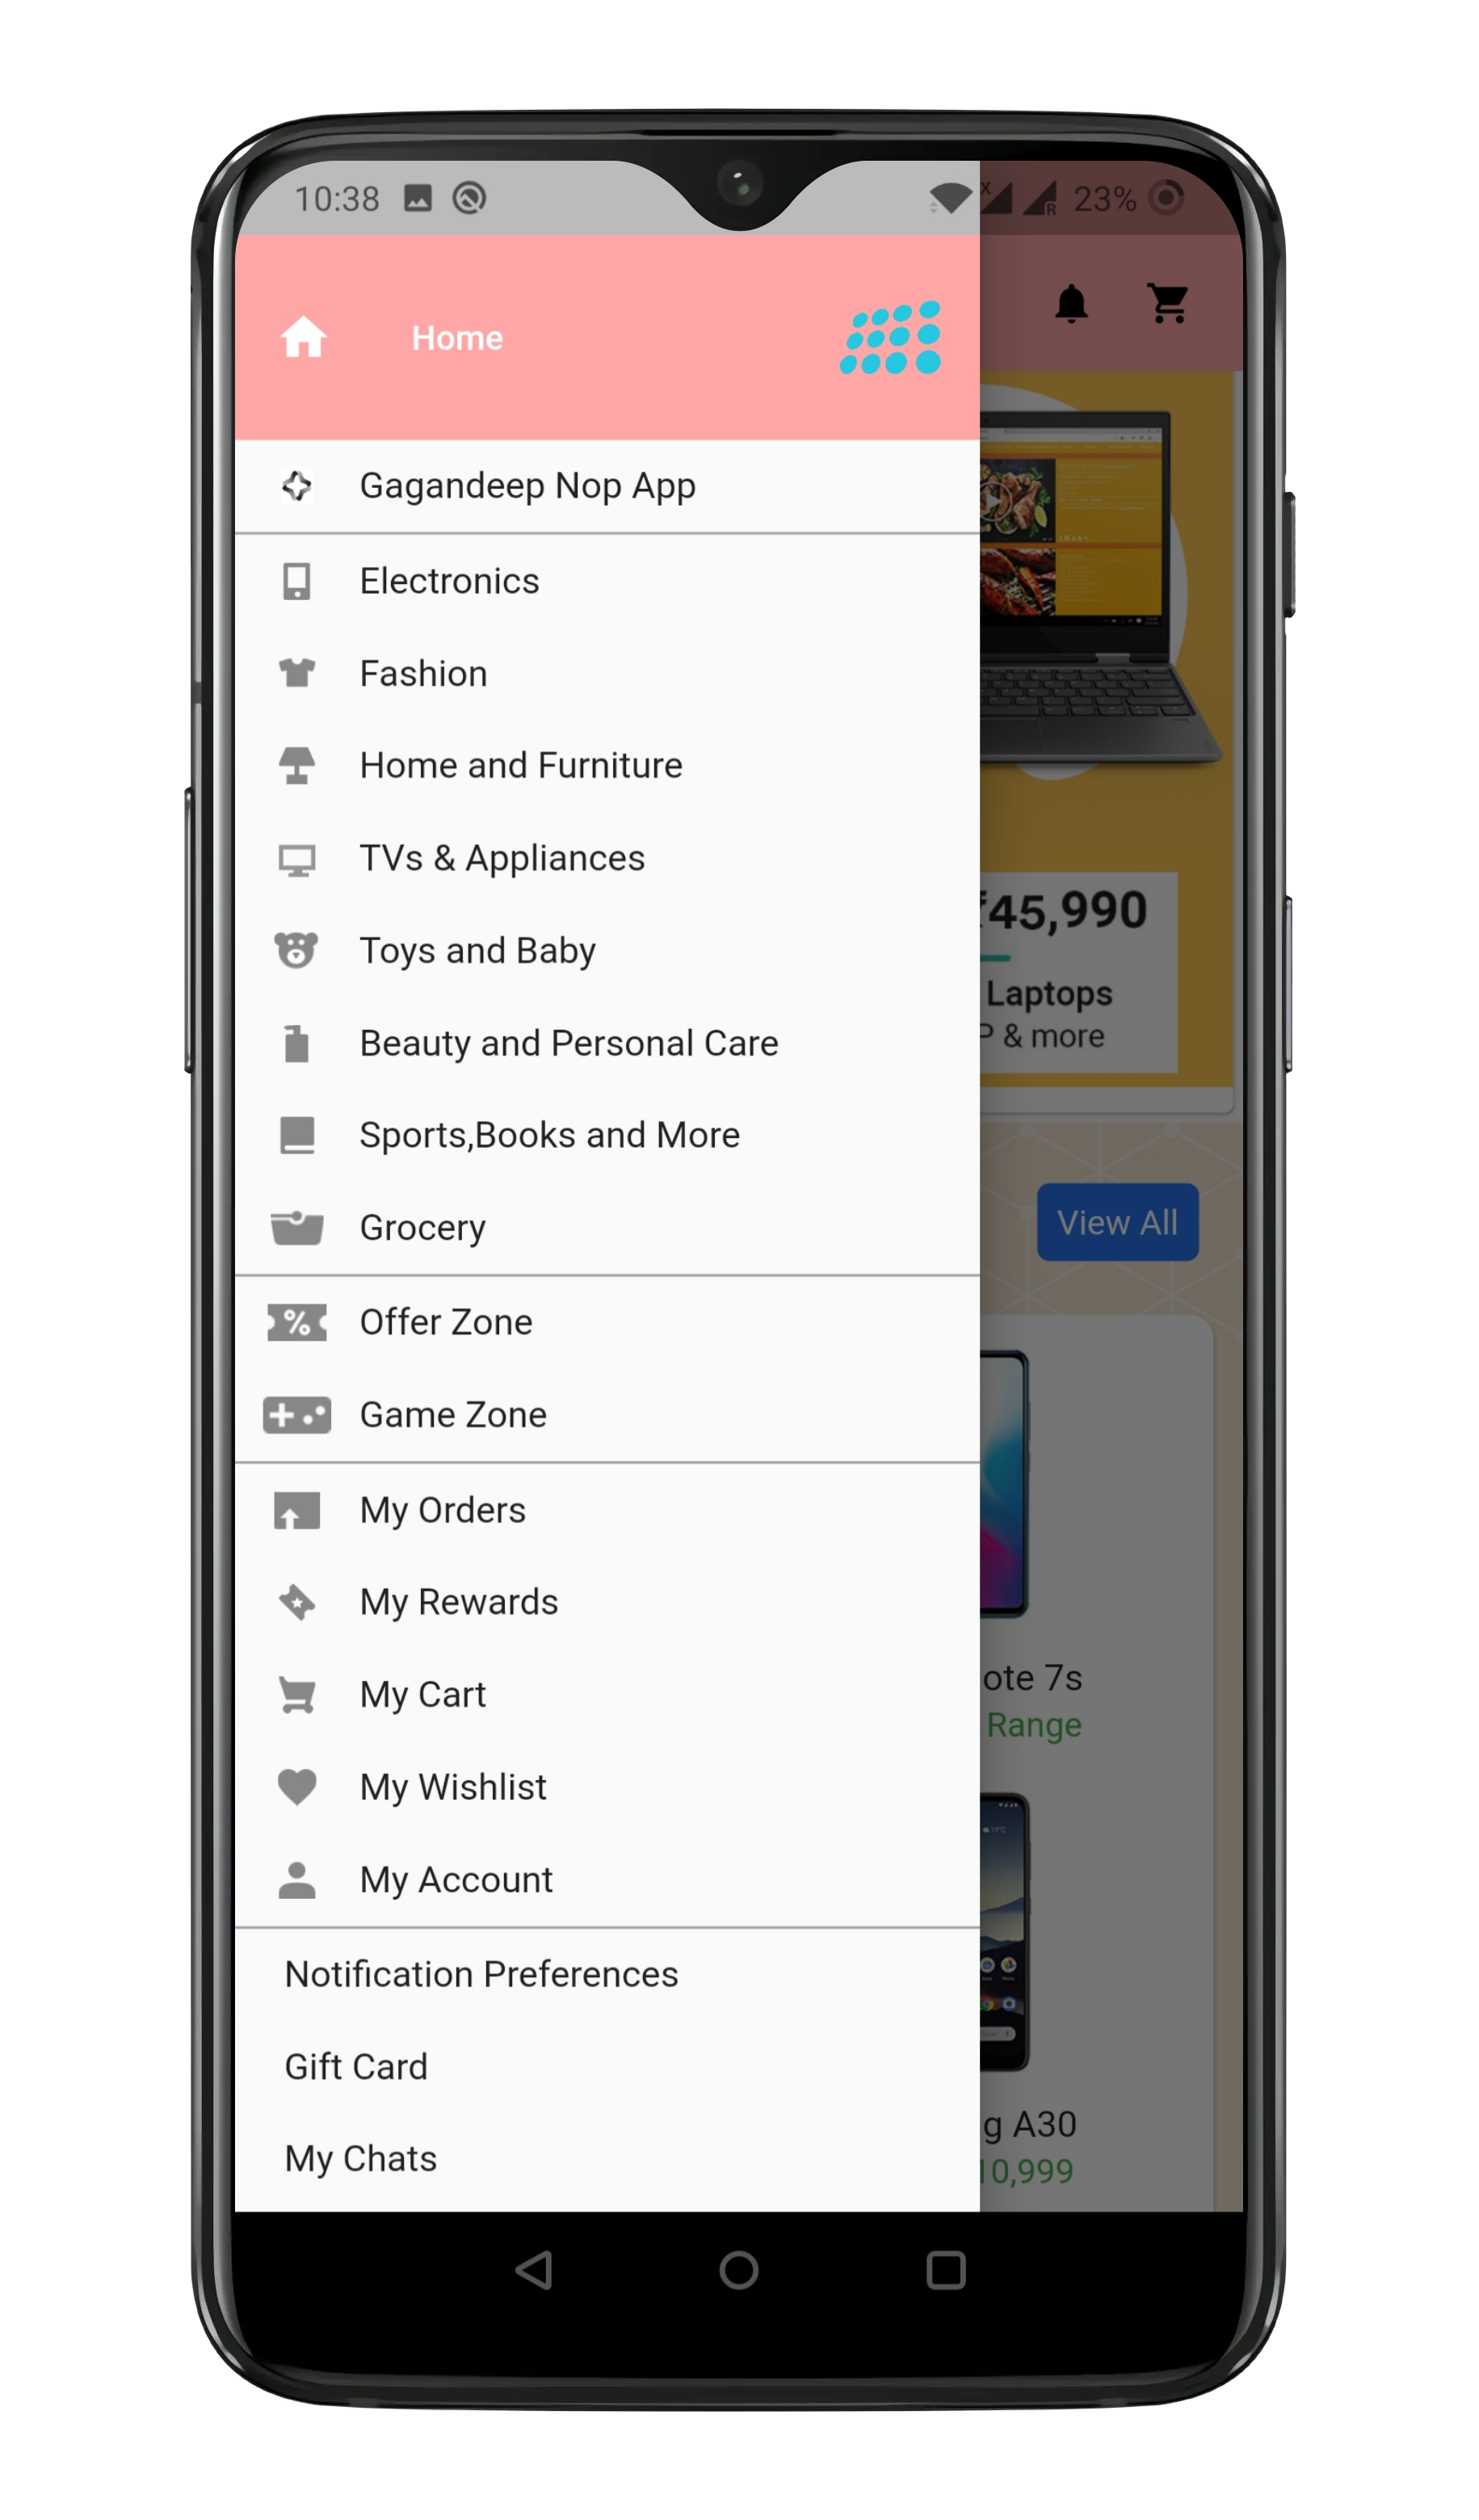 10:38
x
R
23%
Home
Gagandeep Nop App
Electronics
Fashion
Home and Furniture
TVs & Appliances
Toys and Baby
₹45,990
Laptops
P & more
Beauty and Personal Care
Sports,Books and More
Grocery
View All
%
Offer Zone
Game Zone
My Orders
My Rewards
My Cart
ote 7s
Range
My Wishlist
19°C
My Account
Notification Preferences
Gift Card
g A30
10,999
My Chats